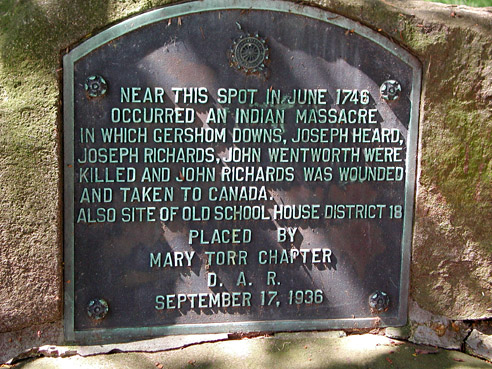 NEAR THIS SPOT IN JUNE 1746
OCCURRED AN INDIAN MASSACRE
IN WHICH GERSHOM DOWNS, JOSEPH HEARD,
JOSEPH RICHARDS, JOHN WENTWORTH WERE
KILLED AND JOHN RICHARDS WAS WOUNDED
AND TAKEN TO CANADA.
ALSO SITE OF OLD SCHOOL HOUSE DISTRICT 18
PLACED BY
MARY TORR CHAPTER
D. A. R.
SEPTEMBER 17, 1936